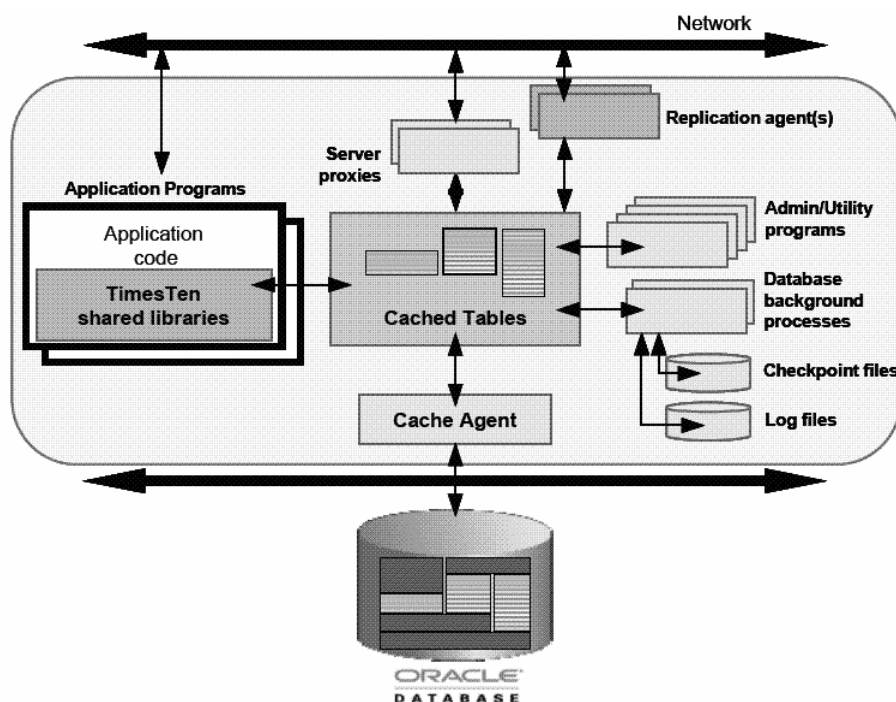 Network
Replication agent(s)
Server
proxies
Application Programs
Application
code
TimesTen
shared libraries
Cached Tables
Admin/Utility
programs
Database
background
processes
Checkpoint files
Log files
Cache Agent
ORACLE
DATABASE